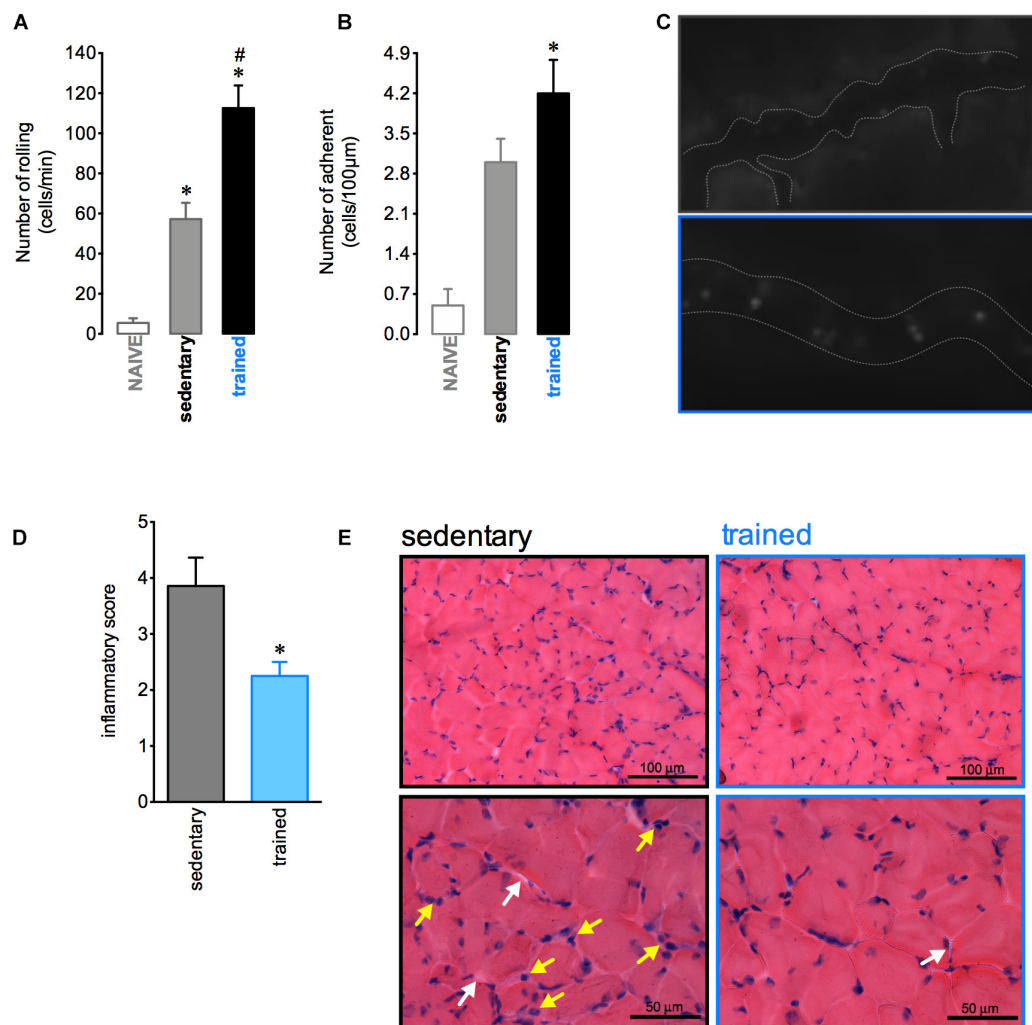 A
Number of rolling
(cells/min)
140
120
100
80
60
40
20
0
*
#
*
NAIVE
sedentary
trained
B
Number of adherent
(cells/100µm)
4.9
4.2
3.5
2.8
2.1
1.4
0.7
0.0
*
NAIVE
sedentary
trained
C
D
inflammatory score
5
4
3
2
1
0
*
sedentary
trained
E
sedentary
trained
100 µm
100 µm
50 µm
50 µm